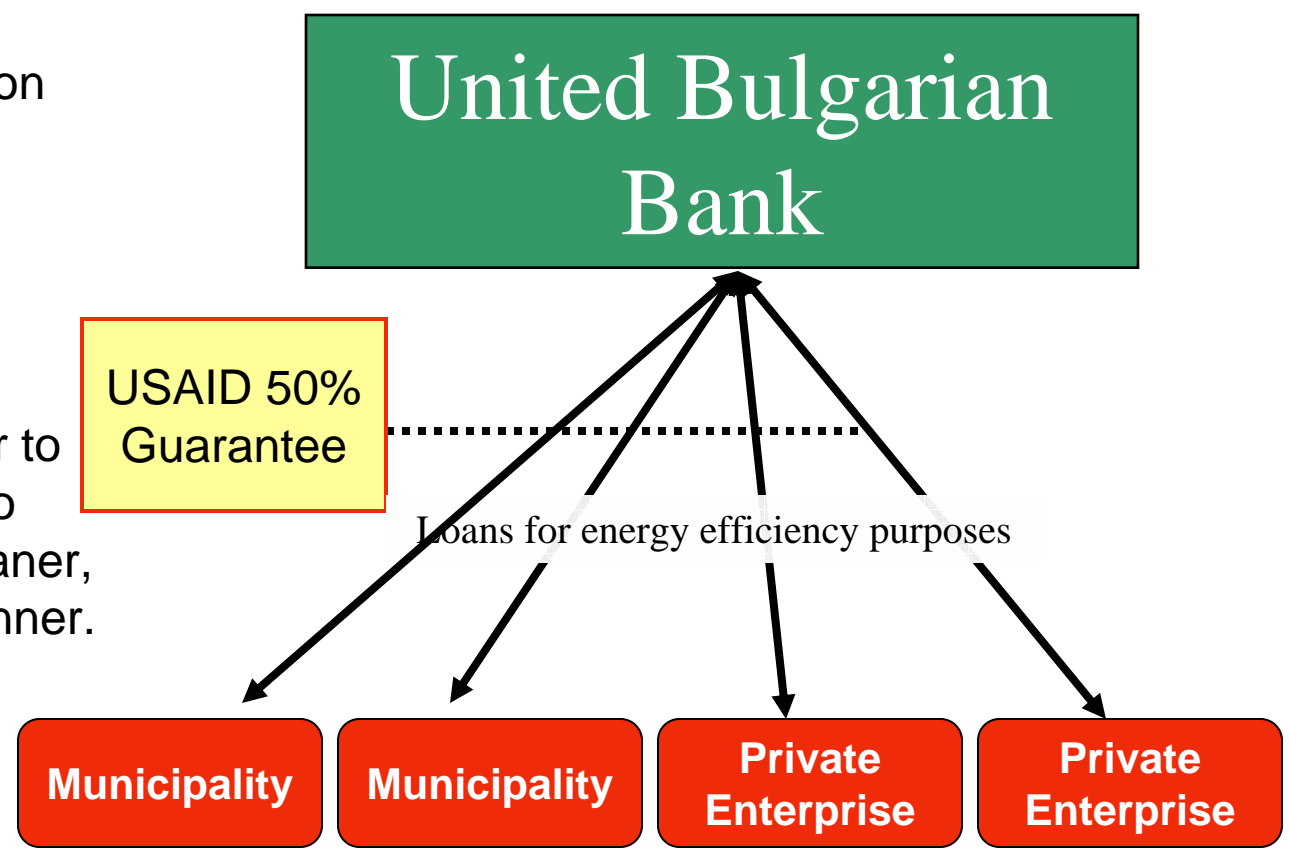 on
United Bulgarian
Bank
USAID 50%
Guarantee
r to
o
aner,
nner.
Loans for energy efficiency purposes
Municipality
Municipality
Private
Enterprise
Private
Enterprise